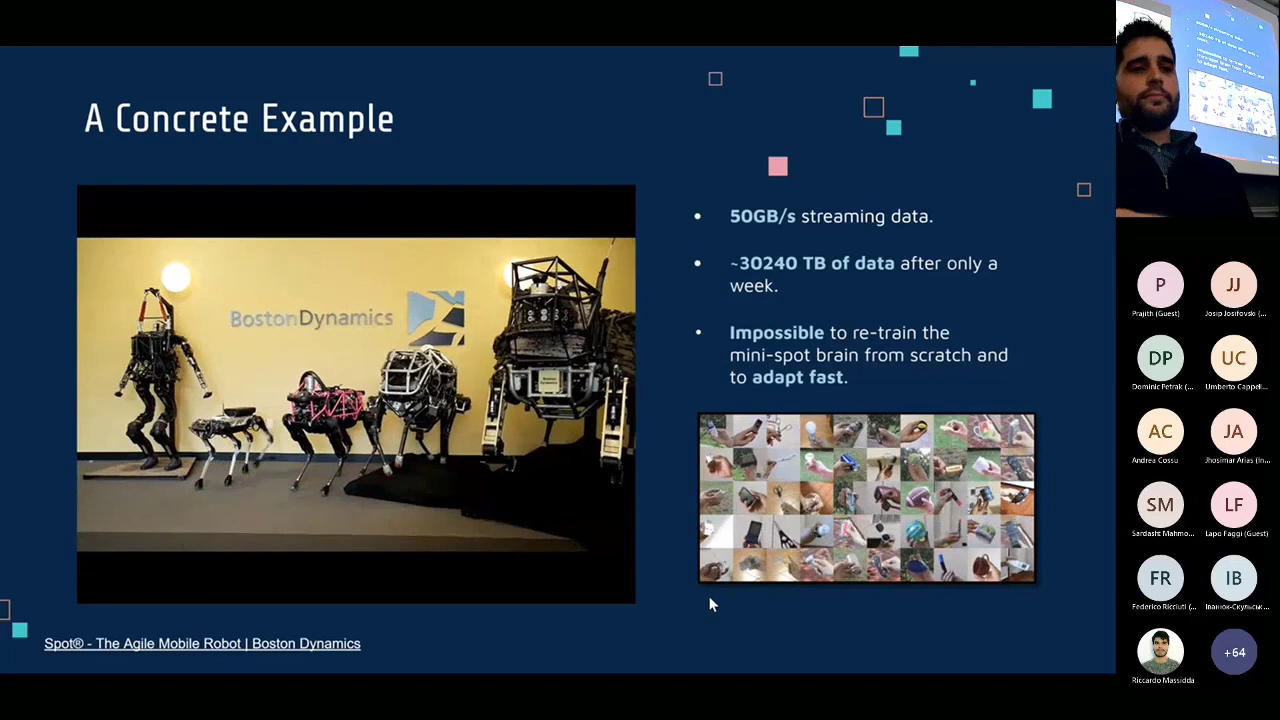 A Concrete Example
BostonDynamics
• 50GB/s streaming data.
• ~30240 TB of data after only a
week.
• Impossible to re-train the
mini-spot brain from scratch and
to adapt fast.
Spot® - The Agile Mobile Robot | Boston Dynamics
P
Prajith (Guest)
JJ
Josip Josifovski (...
DP
Dominic Petrak (...
UC
Umberto Cappell...
AC
Andrea Cossu
JA
Jhosimar Arias (In...
SM
Sardasht Mahmo...
LF
Lapo Faggi (Guest)
FR
Federico Ricciuti (...
ІВ
Іванюк-Скульськ...
Riccardo Massidda
+64